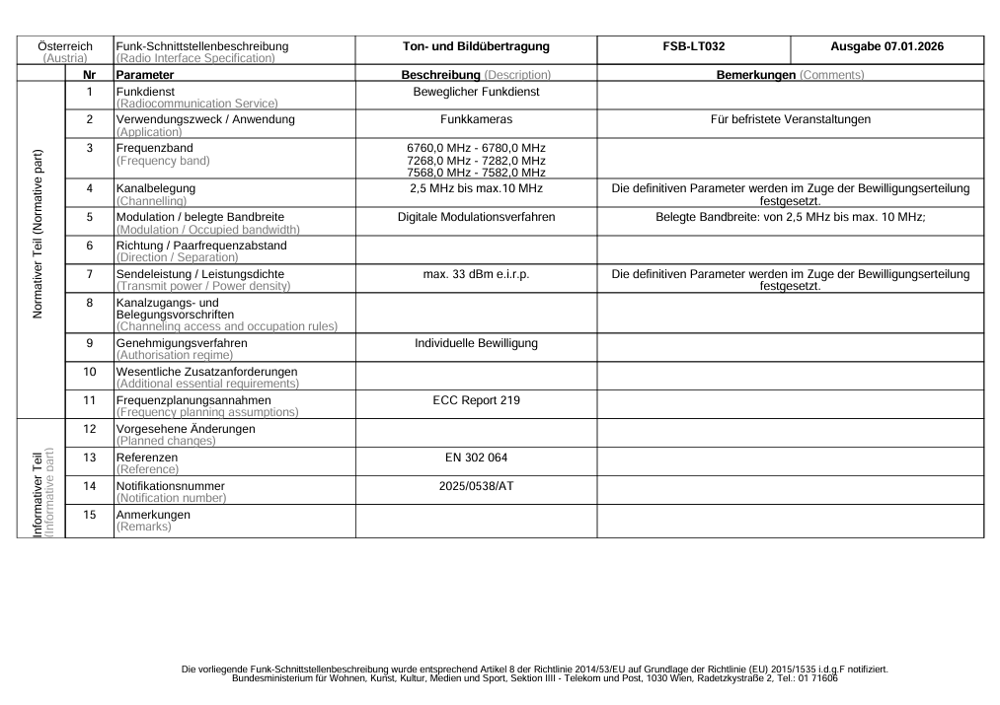 Österreich
(Austria)
Funk-Schnittstellenbeschreibung
(Radio Interface Specification)
Ton- und Bildübertragung
FSB-LT032
Ausgabe 07.01.2026
Nr
Parameter
Beschreibung (Description)
Bemerkungen (Comments)
Normativer Teil (Normative part)
1
Funkdienst
(Radiocommunication Service)
Beweglicher Funkdienst
2
Verwendungszweck / Anwendung
(Application)
Funkkameras
Für befristete Veranstaltungen
3
Frequenzband
(Frequency band)
6760,0 MHz - 6780,0 MHz
7268,0 MHz - 7282,0 MHz
7568,0 MHz - 7582,0 MHz
4
Kanalbelegung
(Channelling)
2,5 MHz bis max.10 MHz
Die definitiven Parameter werden im Zuge der Bewilligungserteilung
festgesetzt.
5
Modulation / belegte Bandbreite
(Modulation / Occupied bandwidth)
Digitale Modulationsverfahren
Belegte Bandbreite: von 2,5 MHz bis max. 10 MHz;
6
Richtung / Paarfrequenzabstand
(Direction / Separation)
7
Sendeleistung / Leistungsdichte
(Transmit power / Power density)
max. 33 dBm e.i.r.p.
Die definitiven Parameter werden im Zuge der Bewilligungserteilung
festgesetzt.
8
Kanalzugangs- und
Belegungsvorschriften
(Channeling access and occupation rules)
9
Genehmigungsverfahren
(Authorisation regime)
Individuelle Bewilligung
10
Wesentliche Zusatzanforderungen
(Additional essential requirements)
11
Frequenzplanungsannahmen
(Frequency planning assumptions)
ECC Report 219
Informativer Teil
(Informative part)
12
Vorgesehene Änderungen
(Planned changes)
13
Referenzen
(Reference)
EN 302 064
14
Notifikationsnummer
(Notification number)
2025/0538/AT
15
Anmerkungen
(Remarks)
Die vorliegende Funk-Schnittstellenbeschreibung wurde entsprechend Artikel 8 der Richtlinie 2014/53/EU auf Grundlage der Richtlinie (EU) 2015/1535 i.d.g.F notifiziert.
Bundesministerium für Wohnen, Kunst, Kultur, Medien und Sport, Sektion IIII - Telekom und Post, 1030 Wien, Radetzkystraße 2, Tel.: 01 71606